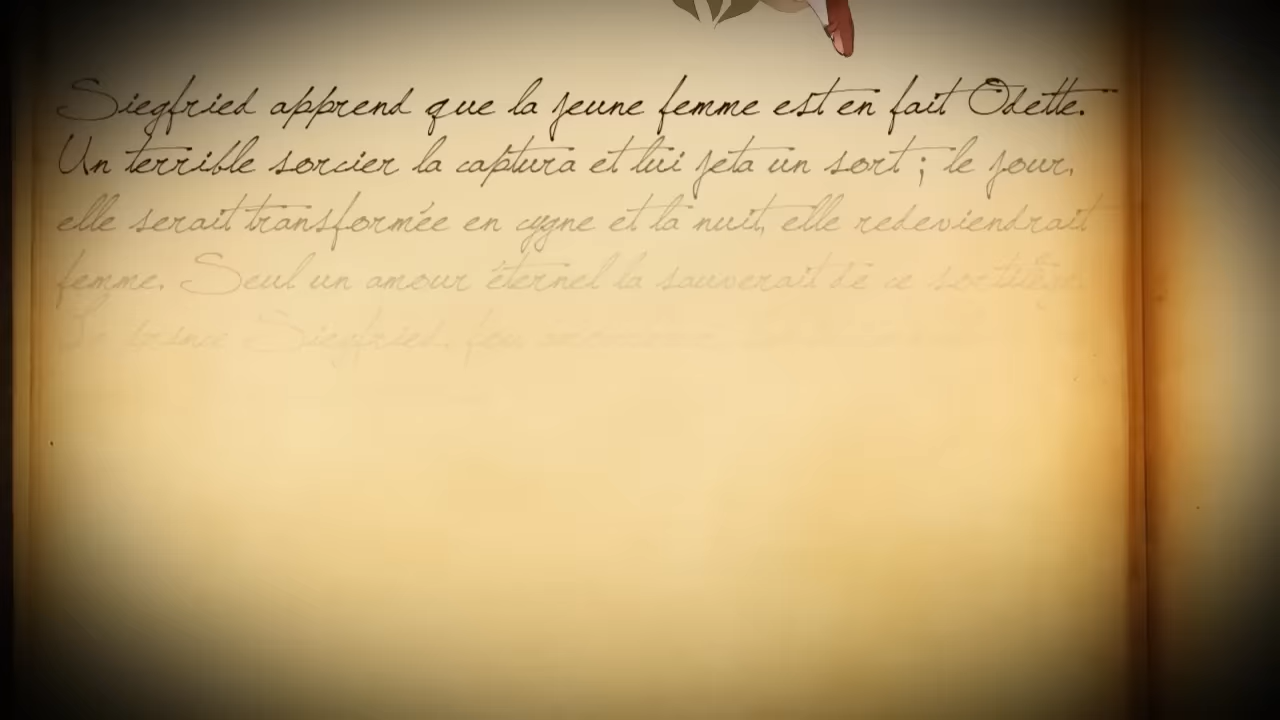 Siegfried apprend que la jeune femme est en fait Odette.
Un terrible sorcier la captura et lui jeta un sort ; le jour,
elle serait transformée en cygne et la nuit, elle redeviendrait
femme. Seul un amour éternel la sauverait de ce sortilège.
Siegfried, fou